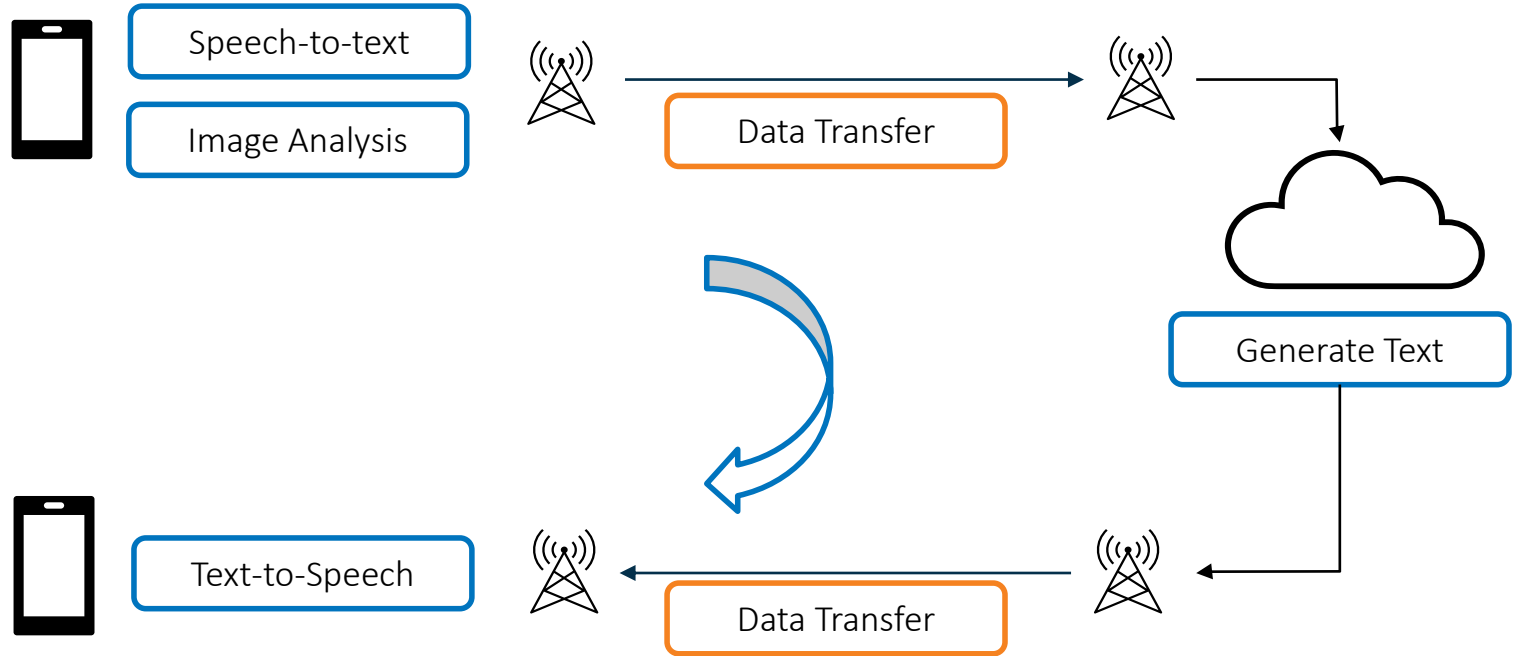 Speech-to-text
Image Analysis
Data Transfer
Generate Text
Text-to-Speech
Data Transfer